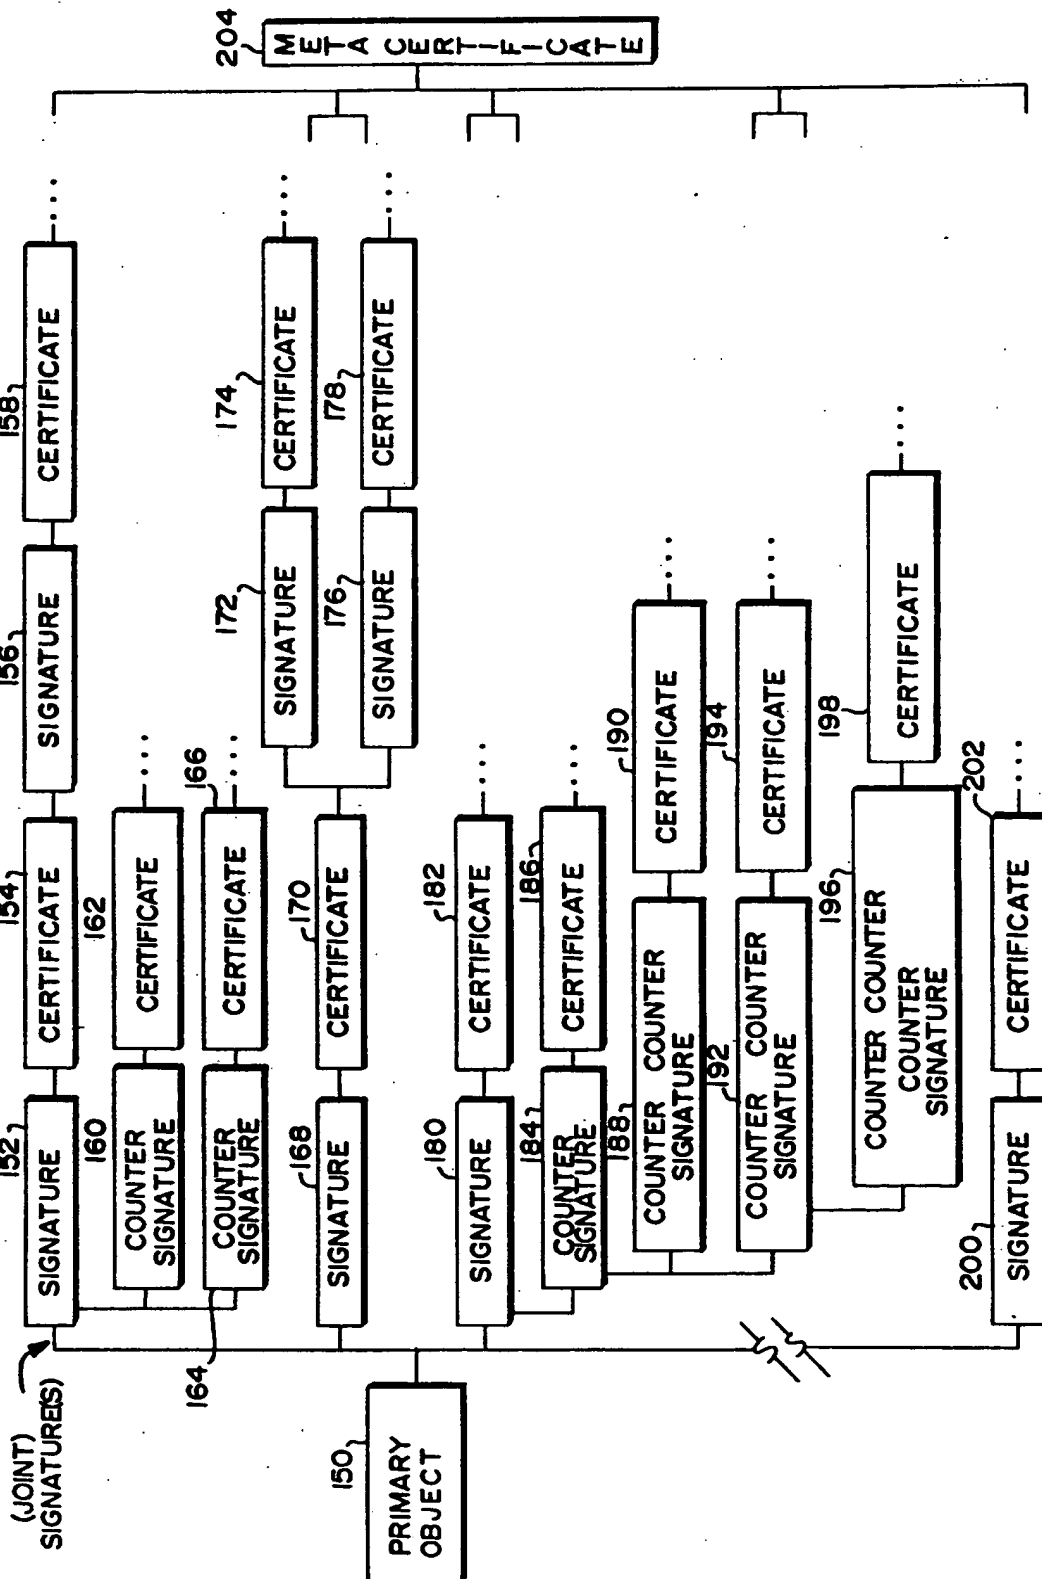 (JOINT)
SIGNATURE(S)
150
PRIMARY
OBJECT
152
SIGNATURE
154
CERTIFICATE
156
SIGNATURE
158
CERTIFICATE
....
160
COUNTER
SIGNATURE
162
CERTIFICATE
....
164
COUNTER
SIGNATURE
166
CERTIFICATE
....
168
SIGNATURE
170
CERTIFICATE
172
SIGNATURE
174
CERTIFICATE
....
176
SIGNATURE
178
CERTIFICATE
....
180
SIGNATURE
182
CERTIFICATE
....
184
COUNTER
SIGNATURE
186
CERTIFICATE
....
188
COUNTER COUNTER
SIGNATURE
190
CERTIFICATE
....
192
COUNTER COUNTER
SIGNATURE
194
CERTIFICATE
....
196
COUNTER COUNTER
COUNTER
SIGNATURE
198
CERTIFICATE
....
200
SIGNATURE
202
CERTIFICATE
....
204
META CERTIFICATE